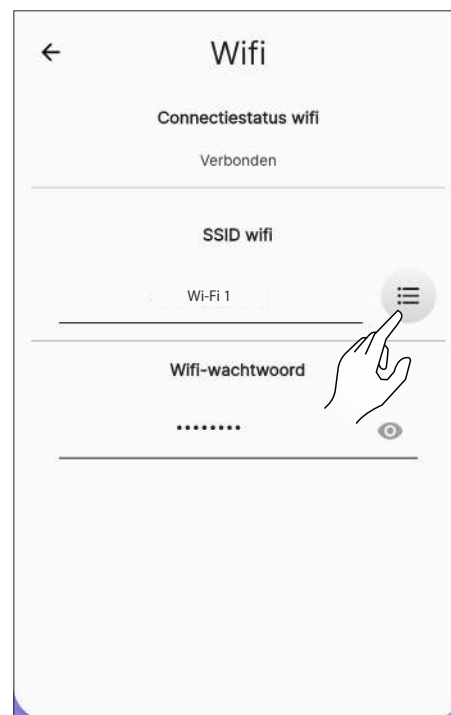 Wifi
Connectiestatus wifi
Verbonden
SSID wifi
Wi-Fi 1
Wifi-wachtwoord
••••••••